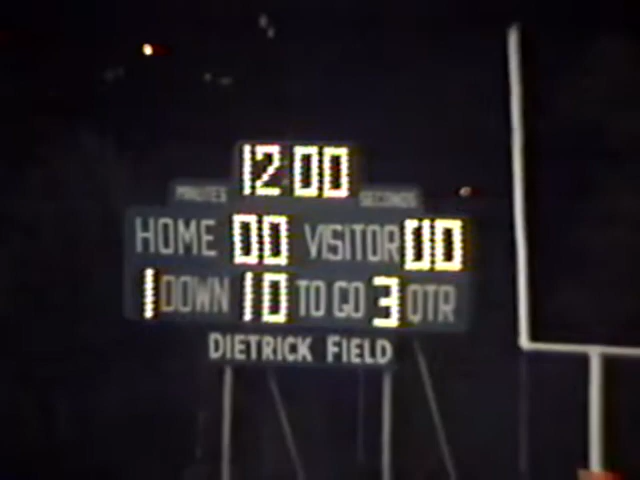 12:00
MINUTES SECONDS
HOME 00 VISITOR 00
1 DOWN 10 TO GO 3 QTR
DIETRICK FIELD